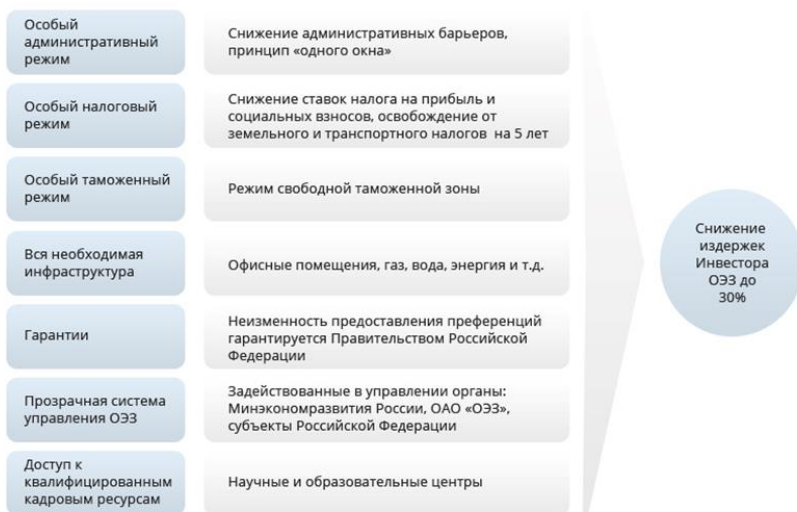 Особый
административный
режим
Снижение административных барьеров,
принцип «одного окна»
Особый налоговый
режим
Снижение ставок налога на прибыль и
социальных взносов, освобождение от
земельного и транспортного налогов на 5 лет
Особый таможенный
режим
Режим свободной таможенной зоны
Вся необходимая
инфраструктура
Офисные помещения, газ, вода, энергия и т.д.
Гарантии
Неизменность предоставления преференций
гарантируется Правительством Российской
Федерации
Прозрачная система
управления ОЭЗ
Задействованные в управлении органы:
Минэкономразвития России, ОАО «ОЭЗ»,
субъекты Российской Федерации
Доступ к
квалифицированным
кадровым ресурсам
Научные и образовательные центры
Снижение
издержек
Инвестора
ОЭЗ до
30%